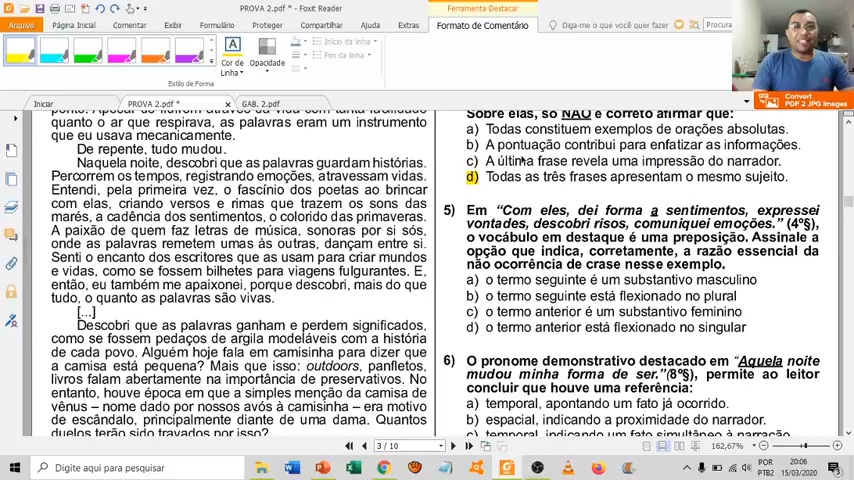 PROVA 2.pdf * - Foxit Reader
Ferramenta Destacar
Arquivo
Página Inicial
Comentar
Exibir
Formulário
Proteger
Compartilhar
Ajuda
Extras
Formato de Comentário
Diga-me o que você quer fazer
Procura
Cor de
Linha
Opacidade
Início da linha
Fim da linha
Estilo de Forma
Convert
PDF 2 JPG Images
Iniciar
PROVA 2.pdf *
GAB. 2.pdf
quanto o ar que respirava, as palavras eram um instrumento
que eu usava mecanicamente.
De repente, tudo mudou.
Naquela noite, descobri que as palavras guardam histórias.
Percorrem os tempos, registrando emoções, atravessam vidas.
Entendi, pela primeira vez, o fascínio dos poetas ao brincar
com elas, criando versos e rimas que trazem os sons das
marés, a cadência dos sentimentos, o colorido das primaveras.
A paixão de quem faz letras de música, sonoras por si sós,
onde as palavras remetem umas às outras, dançam entre si.
Senti o encanto dos escritores que as usam para criar mundos
e vidas, como se fossem bilhetes para viagens fulgurantes. E,
então, eu também me apaixonei, porque descobri, mais do que
tudo, o quanto as palavras são vivas.
[...]
Descobri que as palavras ganham e perdem significados,
como se fossem pedaços de argila modeláveis com a história
de cada povo. Alguém hoje fala em camisinha para dizer que
a camisa está pequena? Mais que isso: outdoors, panfletos,
livros falam abertamente na importância de preservativos. No
entanto, houve época em que a simples menção da camisa de
vênus – nome dado por nossos avós à camisinha – era motivo
de escândalo, principalmente diante de uma dama. Quantos
duelos terão sido travados por isso?
Sobre elas, só NÃO é correto afirmar que:
a) Todas constituem exemplos de orações absolutas.
b) A pontuação contribui para enfatizar as informações.
c) A última frase revela uma impressão do narrador.
d) Todas as três frases apresentam o mesmo sujeito.
5) Em “Com eles, dei forma a sentimentos, expressei
vontades, descobri risos, comuniquei emoções.” (4º§),
o vocábulo em destaque é uma preposição. Assinale a
opção que indica, corretamente, a razão essencial da
não ocorrência de crase nesse exemplo.
a) o termo seguinte é um substantivo masculino
b) o termo seguinte está flexionado no plural
c) o termo anterior é um substantivo feminino
d) o termo anterior está flexionado no singular
6) O pronome demonstrativo destacado em “Aquela noite
mudou minha forma de ser.”(8º§), permite ao leitor
concluir que houve uma referência:
a) temporal, apontando um fato já ocorrido.
b) espacial, indicando a proximidade do narrador.
c) temporal, indicando um fato simultâneo à narração.
3 / 10
162,67%
Digite aqui para pesquisar
POR
PTB2
20:06
15/03/2020